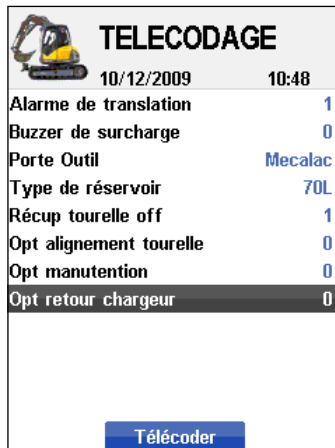 TELECODAGE
10/12/2009 10:48
Alarme de translation 1
Buzzer de surcharge 0
Porte Outil Mecalac
Type de réservoir 70L
Récup tourelle off 1
Opt alignement tourelle 0
Opt manutention 0
Opt retour chargeur 0
Télécoder